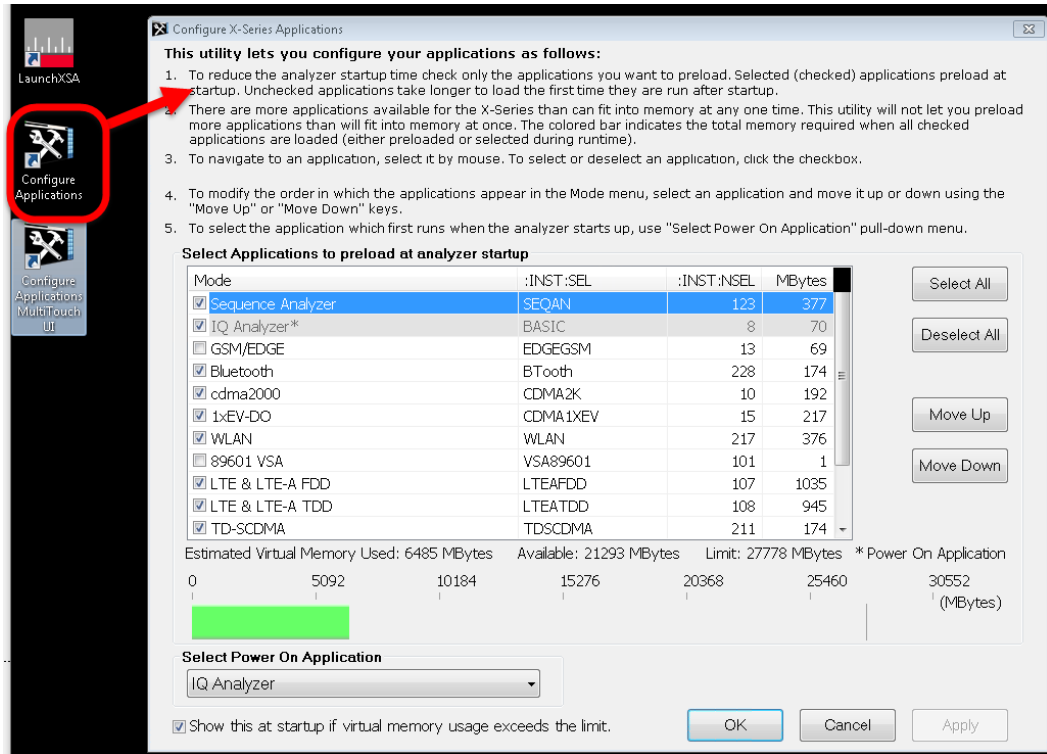 LaunchXSA
Configure
Applications
Configure
Applications
MultiTouch
UI
Configure X-Series Applications
This utility lets you configure your applications as follows:
1. To reduce the analyzer startup time check only the applications you want to preload. Selected (checked) applications preload at
startup. Unchecked applications take longer to load the first time they are run after startup.
2. There are more applications available for the X-Series than can fit into memory at any one time. This utility will not let you preload
more applications than will fit into memory at once. The colored bar indicates the total memory required when all checked
applications are loaded (either preloaded or selected during runtime).
3. To navigate to an application, select it by mouse. To select or deselect an application, click the checkbox.
4. To modify the order in which the applications appear in the Mode menu, select an application and move it up or down using the
"Move Up" or "Move Down" keys.
5. To select the application which first runs when the analyzer starts up, use "Select Power On Application" pull-down menu.
Select Applications to preload at analyzer startup
Mode :INST:SEL :INST:NSEL MBytes
Sequence Analyzer SEQAN 123 377
IQ Analyzer* BASIC 8 70
GSM/EDGE EDGEGSM 13 69
Bluetooth BTooth 228 174
cdma2000 CDMA2K 10 192
1xEV-DO CDMA1XEV 15 217
WLAN WLAN 217 376
89601 VSA VSA89601 101 1
LTE & LTE-A FDD LTEAFDD 107 1035
LTE & LTE-A TDD LTEATDD 108 945
TD-SCDMA TDSCDMA 211 174
Select All
Deselect All
Move Up
Move Down
Estimated Virtual Memory Used: 6485 MBytes Available: 21293 MBytes Limit: 27778 MBytes * Power On Application
0 5092 10184 15276 20368 25460 30552
(MBytes)
Select Power On Application
IQ Analyzer
Show this at startup if virtual memory usage exceeds the limit.
OK Cancel Apply